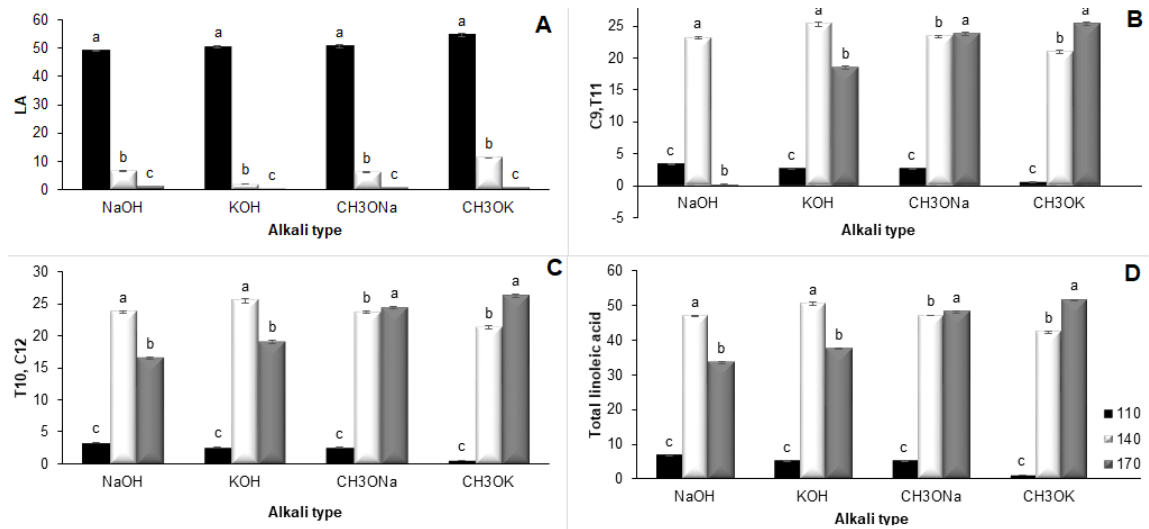 A
60
50
40
30
20
10
0
LA
a
b
c
a
b
c
a
b
c
a
b
c
NaOH KOH CH3ONa CH3OK
Alkali type
B
25
20
15
10
5
0
-5
C9,T11
c
a
b
c
a
b
c
b
a
c
b
a
NaOH KOH CH3ONa CH3OK
Alkali type
C
30
25
20
15
10
5
0
T10, C12
c
a
b
c
a
b
c
b
a
c
b
a
NaOH KOH CH3ONa CH3OK
Alkali type
D
60
50
40
30
20
10
0
Total linoleic acid
c
a
b
c
a
b
c
b
a
c
b
a
NaOH KOH CH3ONa CH3OK
Alkali type
110
140
170